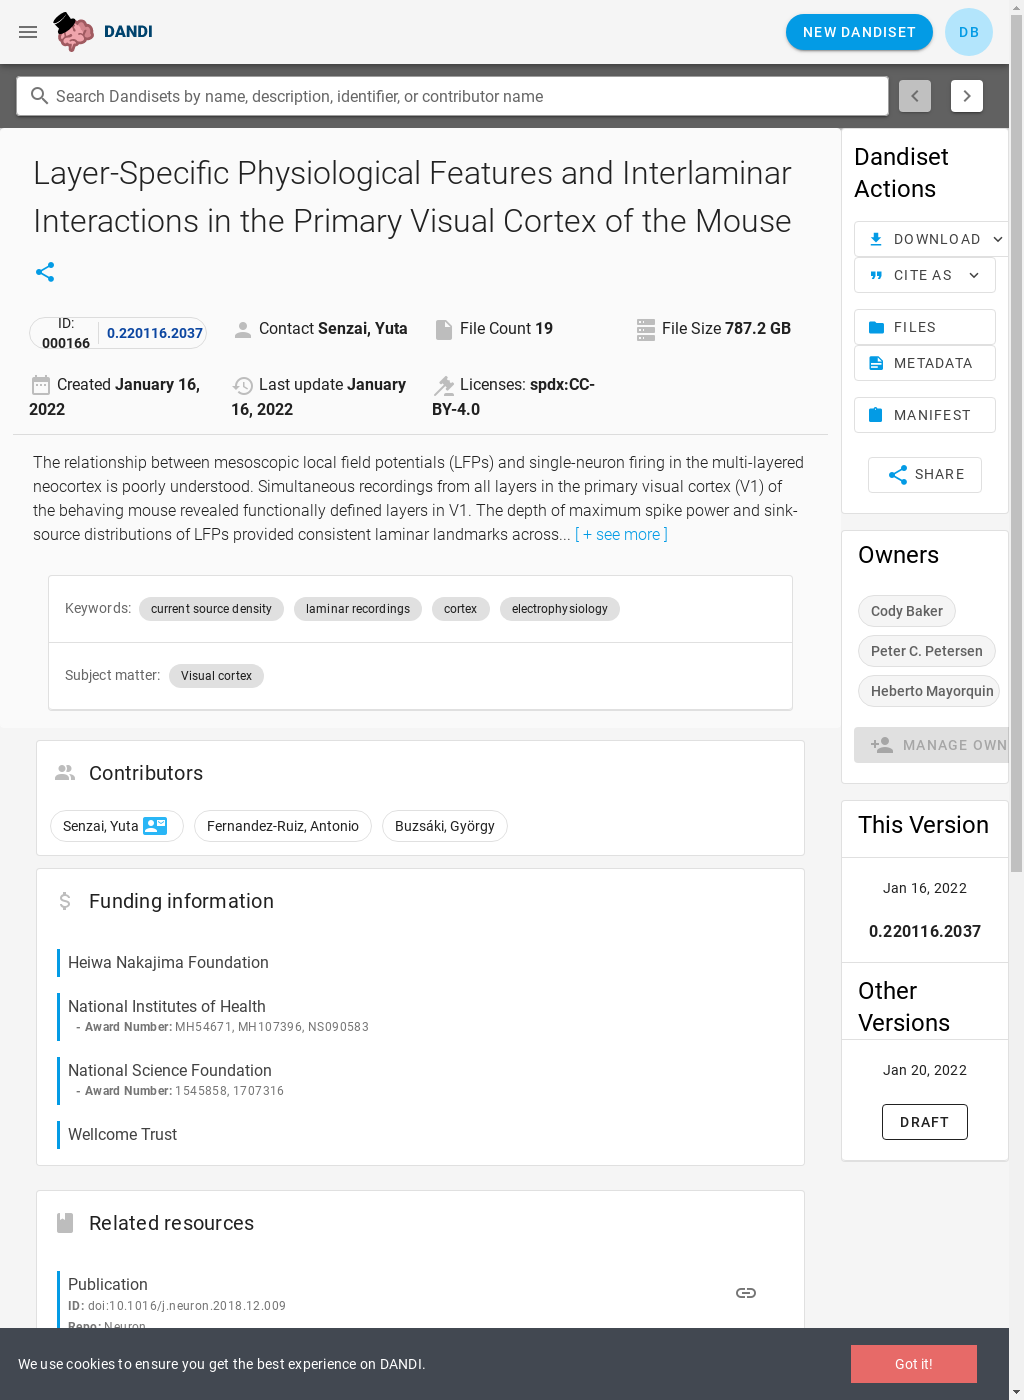 DANDI
NEW DANDISET
DB
Search Dandisets by name, description, identifier, or contributor name
Layer-Specific Physiological Features and Interlaminar
Interactions in the Primary Visual Cortex of the Mouse
ID:
000166
0.220116.2037
Contact Senzai, Yuta
File Count 19
File Size 787.2 GB
Created January 16,
2022
Last update January
16, 2022
Licenses: spdx:CC-
BY-4.0
The relationship between mesoscopic local field potentials (LFPs) and single-neuron firing in the multi-layered
neocortex is poorly understood. Simultaneous recordings from all layers in the primary visual cortex (V1) of
the behaving mouse revealed functionally defined layers in V1. The depth of maximum spike power and sink-
source distributions of LFPs provided consistent laminar landmarks across... [ + see more ]
Keywords: current source density laminar recordings cortex electrophysiology
Subject matter: Visual cortex
Contributors
Senzai, Yuta
Fernandez-Ruiz, Antonio
Buzsáki, György
Funding information
Heiwa Nakajima Foundation
National Institutes of Health
- Award Number: MH54671, MH107396, NS090583
National Science Foundation
- Award Number: 1545858, 1707316
Wellcome Trust
Related resources
Publication
ID: doi:10.1016/j.neuron.2018.12.009
Repo: Neuron
Dandiset
Actions
DOWNLOAD
CITE AS
FILES
METADATA
MANIFEST
SHARE
Owners
Cody Baker
Peter C. Petersen
Heberto Mayorquin
MANAGE OWN
This Version
Jan 16, 2022
0.220116.2037
Other
Versions
Jan 20, 2022
DRAFT
We use cookies to ensure you get the best experience on DANDI.
Got it!